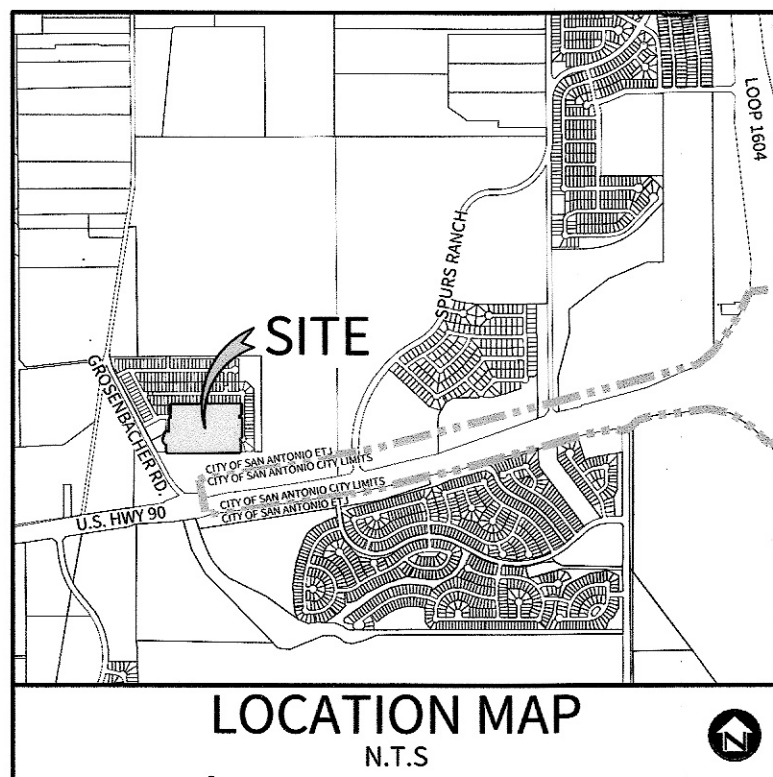 LOOP 1604
SPURS RANCH
SITE
GROSENBACHER RD.
CITY OF SAN ANTONIO ETJ
CITY OF SAN ANTONIO CITY LIMITS
CITY OF SAN ANTONIO CITY LIMITS
CITY OF SAN ANTONIO ETJ
U.S. HWY 90
LOCATION MAP
N.T.S
N